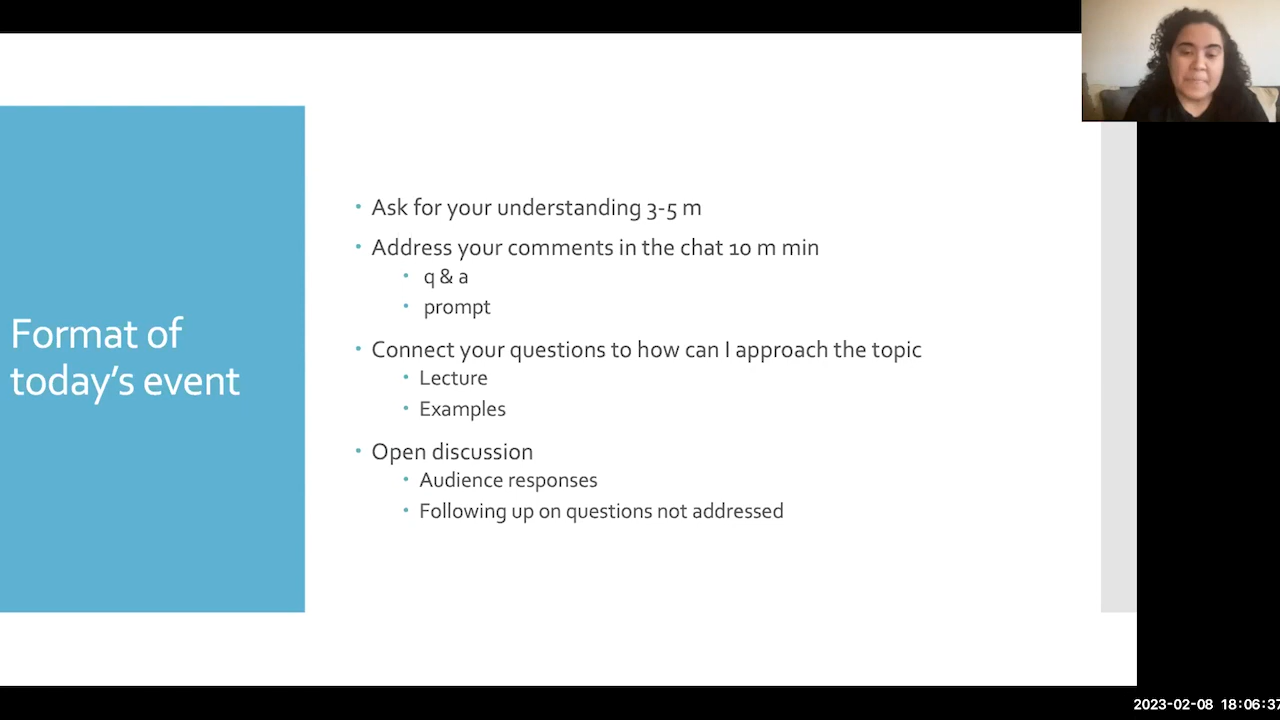 Format of
today's event
• Ask for your understanding 3-5 m
• Address your comments in the chat 10 m min
• q & a
• prompt
• Connect your questions to how can I approach the topic
• Lecture
• Examples
• Open discussion
• Audience responses
• Following up on questions not addressed
2023-02-08 18:06:37